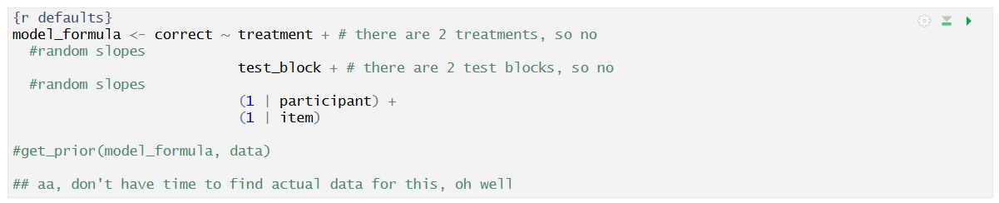 {r defaults}
model_formula <- correct ~ treatment + # there are 2 treatments, so no
#random slopes
test_block + # there are 2 test blocks, so no
#random slopes
(1 | participant) +
(1 | item)
#get_prior(model_formula, data)
## aa, don't have time to find actual data for this, oh well